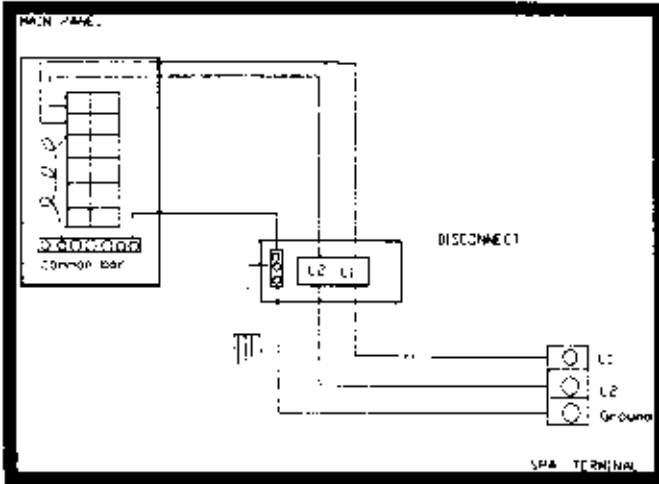 MAIN PANEL
Common bar
DISCONNECT
L2 L1
L1
L2
Ground
SPA TERMINAL